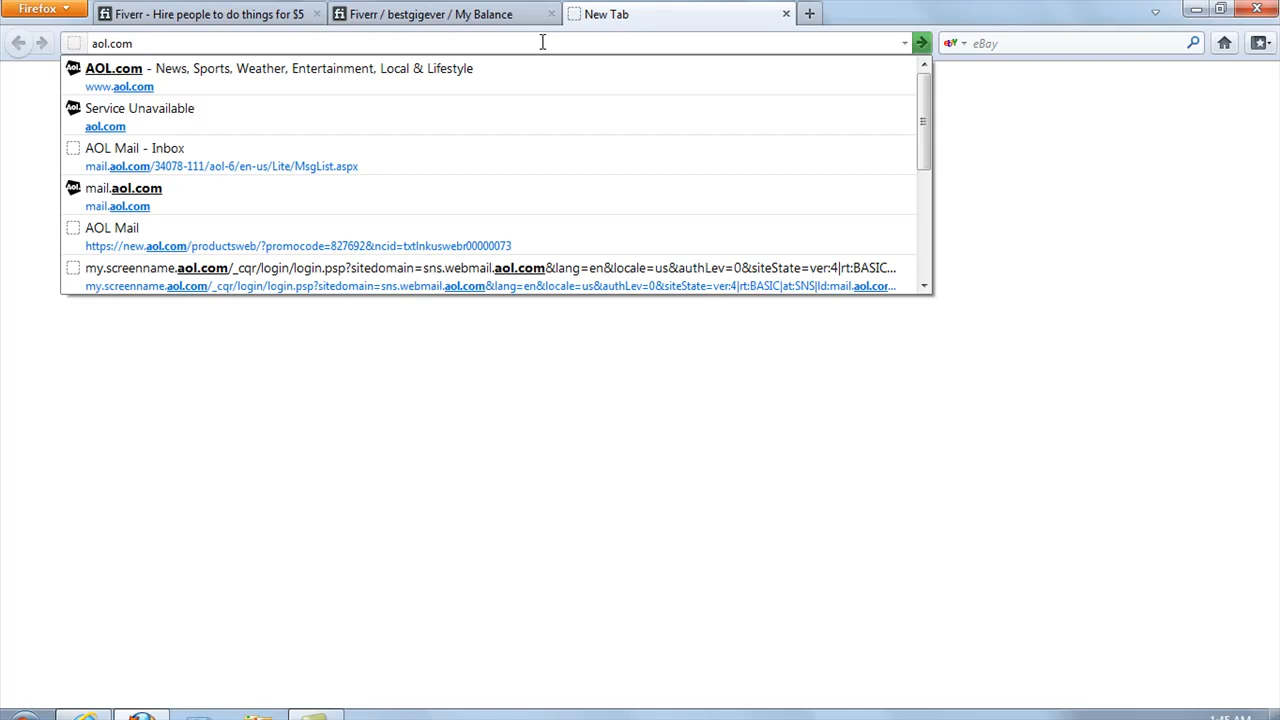 Firefox
Fiverr - Hire people to do things for $5
Fiverr / bestgigever / My Balance
New Tab
aol.com
eBay
AOL.com - News, Sports, Weather, Entertainment, Local & Lifestyle
www.aol.com
Service Unavailable
aol.com
AOL Mail - Inbox
mail.aol.com/34078-111/aol-6/en-us/Lite/MsgList.aspx
mail.aol.com
mail.aol.com
AOL Mail
https://new.aol.com/productsweb/?promocode=827692&ncid=txtlnkuswebr00000073
my.screenname.aol.com/_cqr/login/login.psp?sitedomain=sns.webmail.aol.com&lang=en&locale=us&authLev=0&siteState=ver:4|rt:BASIC...
my.screenname.aol.com/_cqr/login/login.psp?sitedomain=sns.webmail.aol.com&lang=en&locale=us&authLev=0&siteState=ver:4|rt:BASIC|at:SNS|ld:mail.aol.cor...
1:45 AM